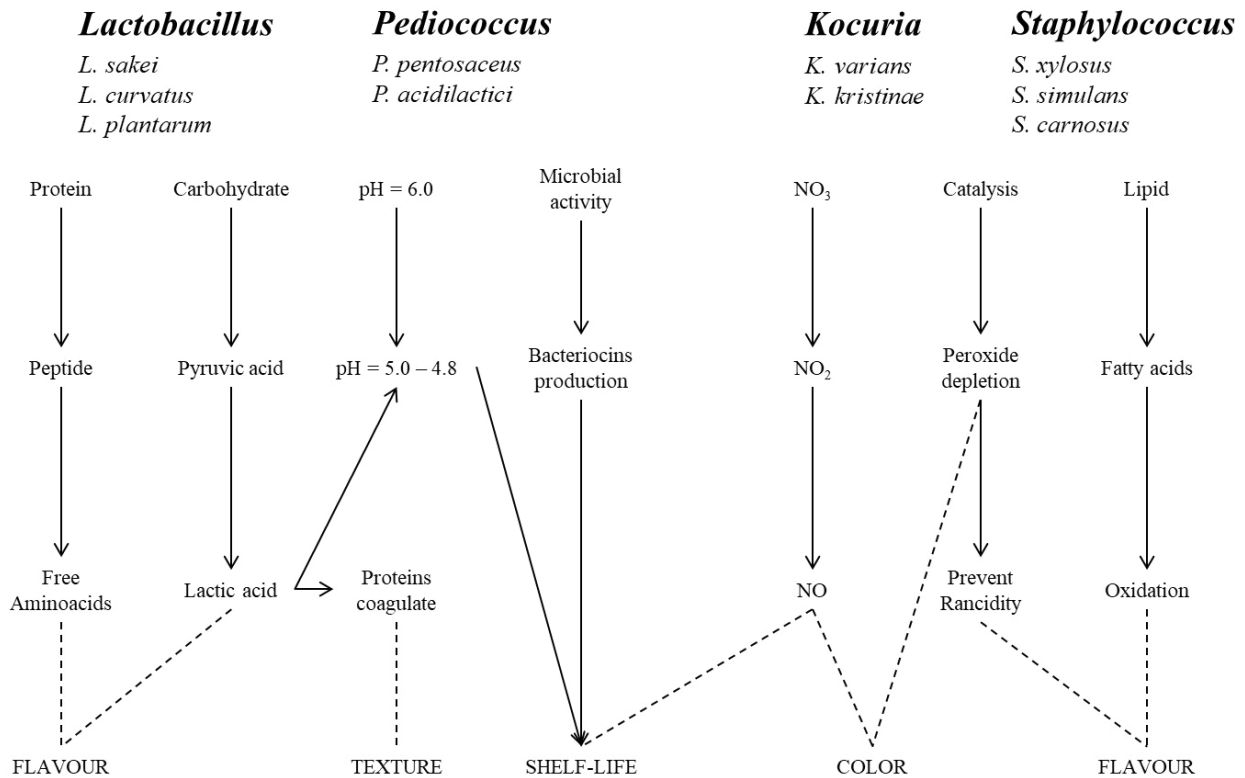 Lactobacillus
L. sakei
L. curvatus
L. plantarum
Pediococcus
P. pentosaceus
P. acidilactici
Kocuria
K. varians
K. kristinae
Staphylococcus
S. xylosus
S. simulans
S. carnosus
Protein
Carbohydrate
pH = 6.0
Microbial
activity
NO₃
Catalysis
Lipid
Peptide
Pyruvic acid
pH = 5.0 – 4.8
Bacteriocins
production
NO₂
Peroxide
depletion
Fatty acids
Free
Aminoacids
Lactic acid
Proteins
coagulate
NO
Prevent
Rancidity
Oxidation
FLAVOUR
TEXTURE
SHELF-LIFE
COLOR
FLAVOUR